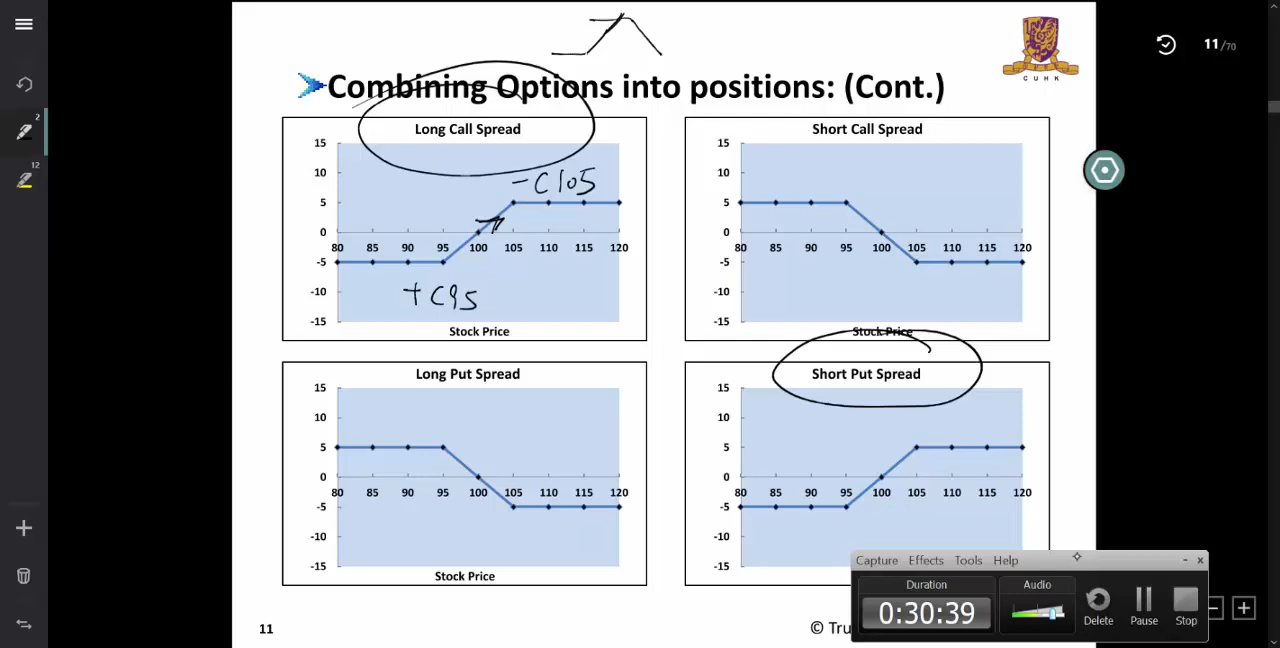 2
12
11/70
CUHK
Combining Options into positions: (Cont.)
Long Call Spread
15
10
5
0
-5
-10
-15
80 85 90 95 100 105 110 115 120
Stock Price
-C105
+C95
Short Call Spread
15
10
5
0
-5
-10
-15
80 85 90 95 100 105 110 115 120
Stock Price
Long Put Spread
15
10
5
0
-5
-10
-15
80 85 90 95 100 105 110 115 120
Stock Price
Short Put Spread
15
10
5
0
-5
-10
-15
80 85 90 95 100 105 110 115 120
11
© Tru
Capture Effects Tools Help
Duration
0:30:39
Audio
Delete Pause Stop